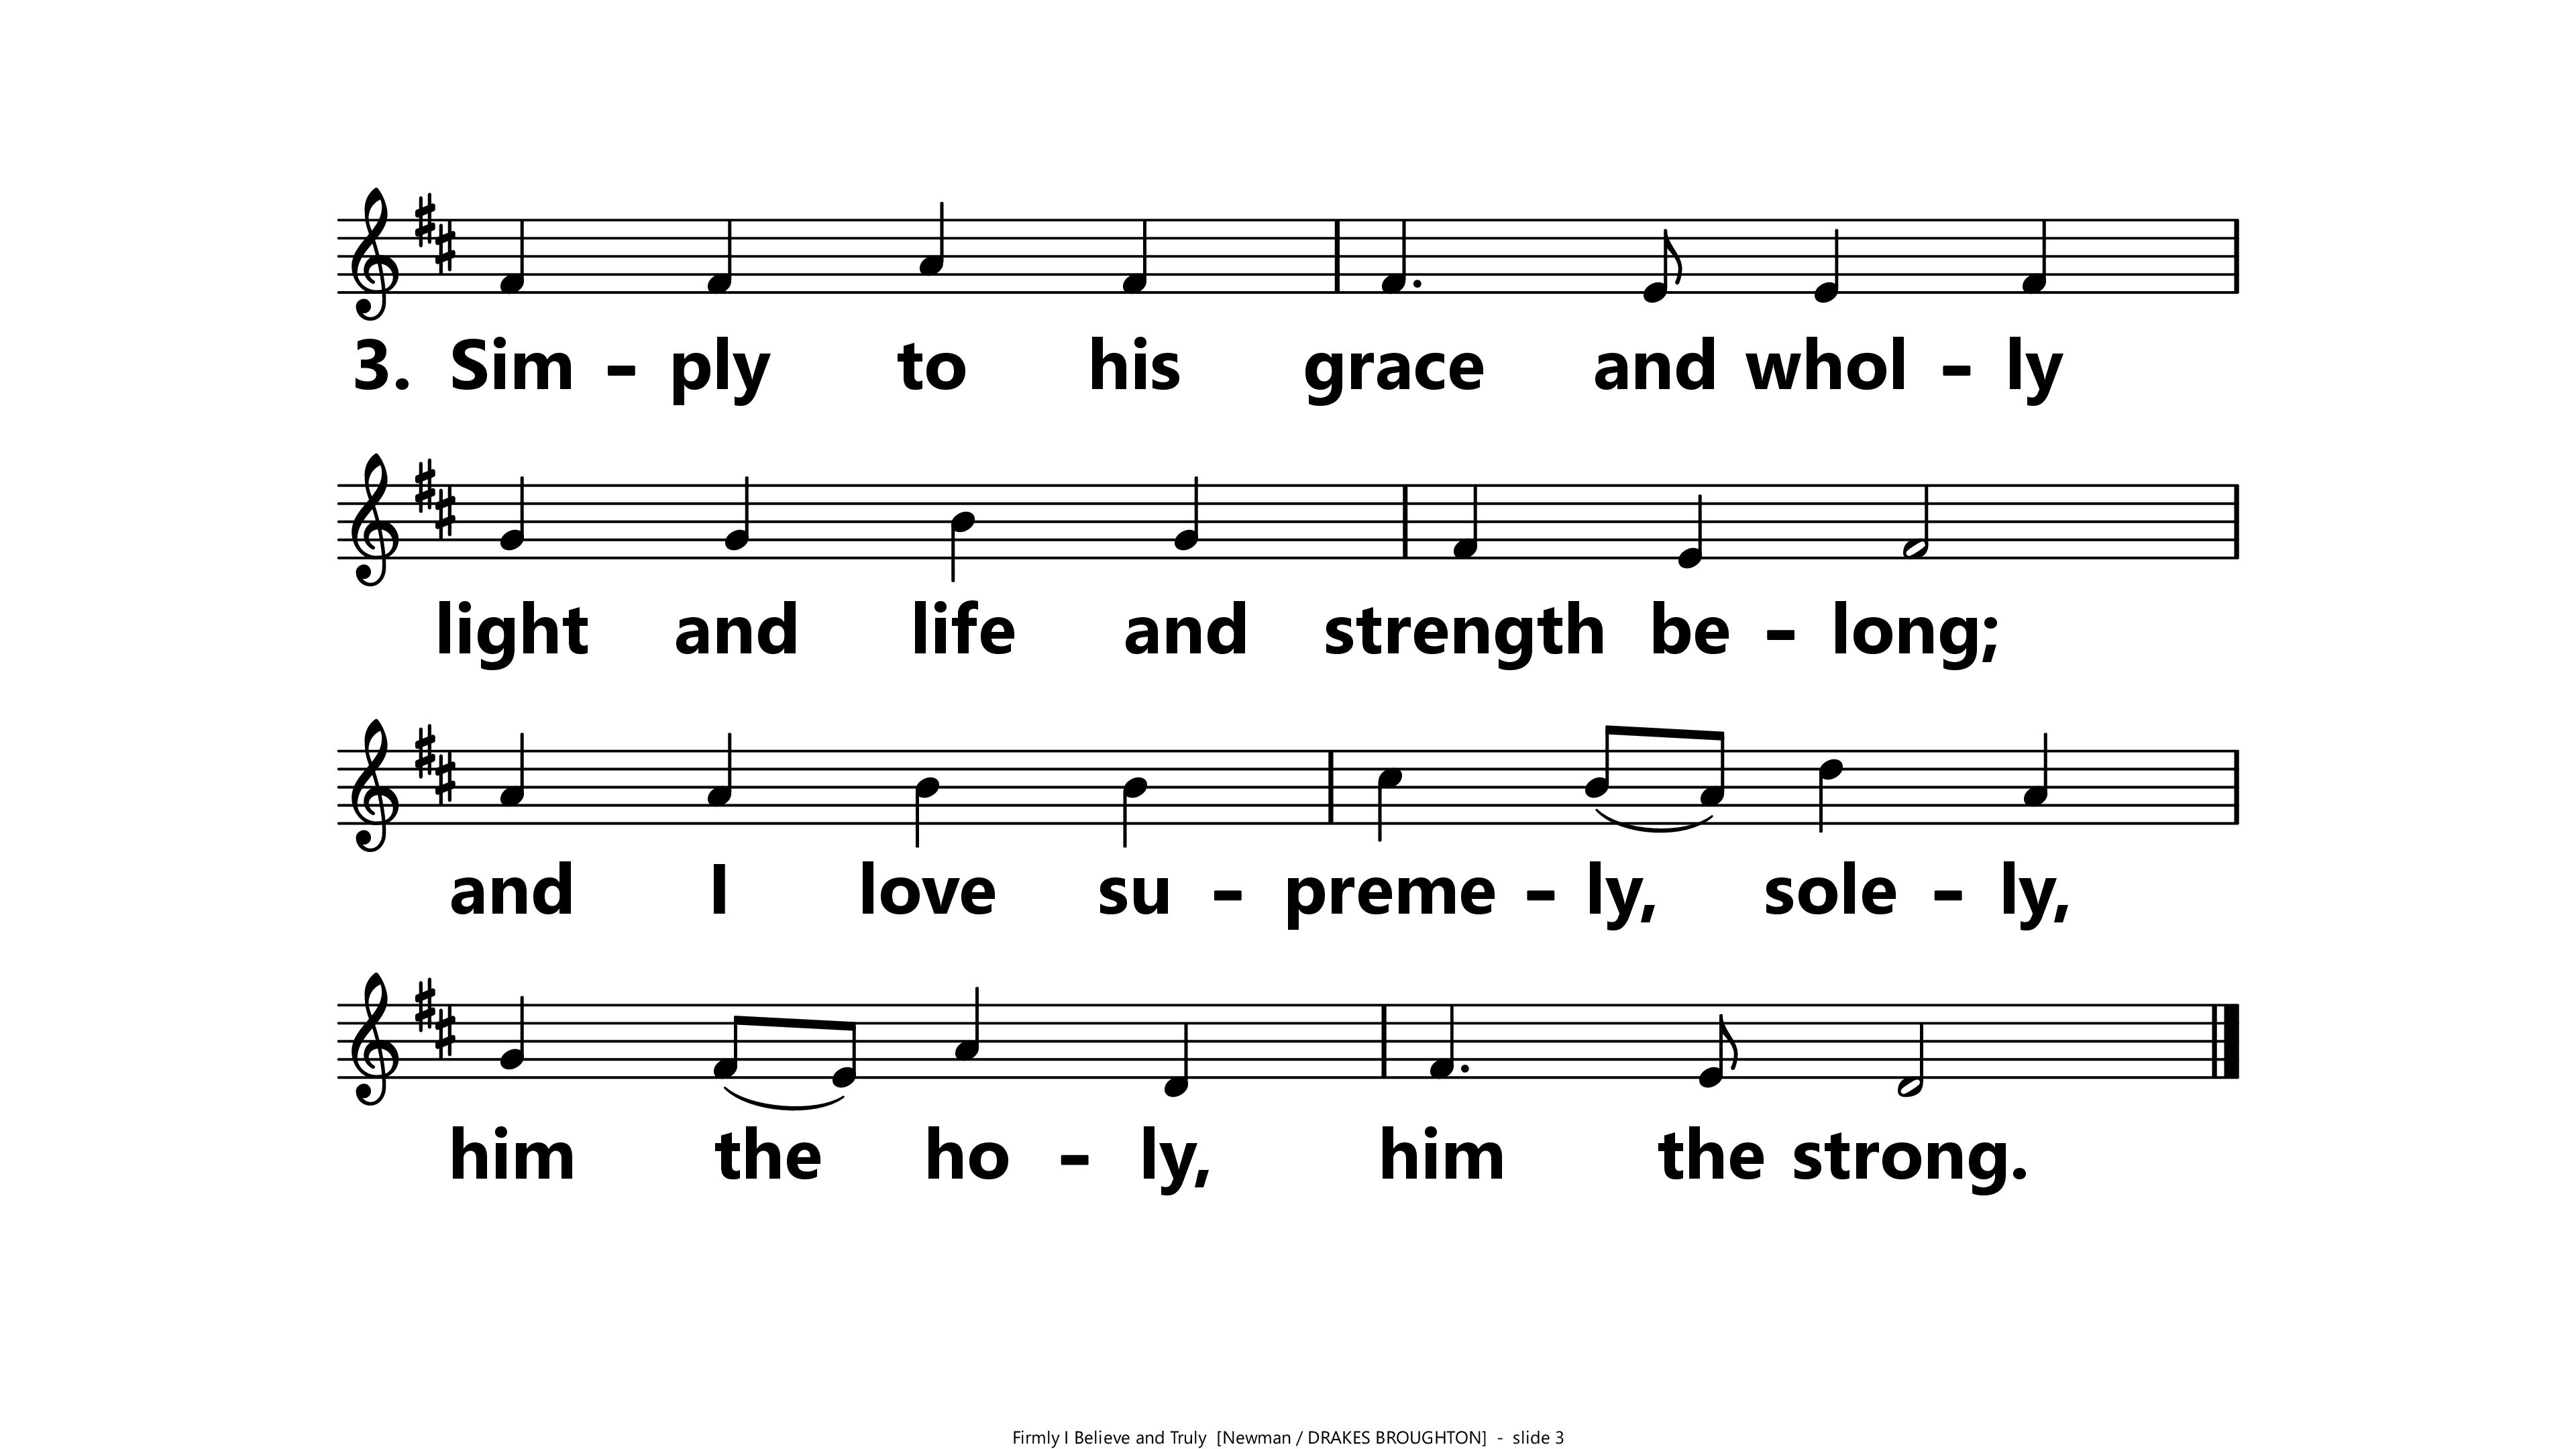 3. Sim - ply to his grace and whol - ly
light and life and strength be - long;
and I love su - preme - ly, sole - ly,
him the ho - ly, him the strong.
Firmly I Believe and Truly [Newman / DRAKES BROUGHTON] - slide 3